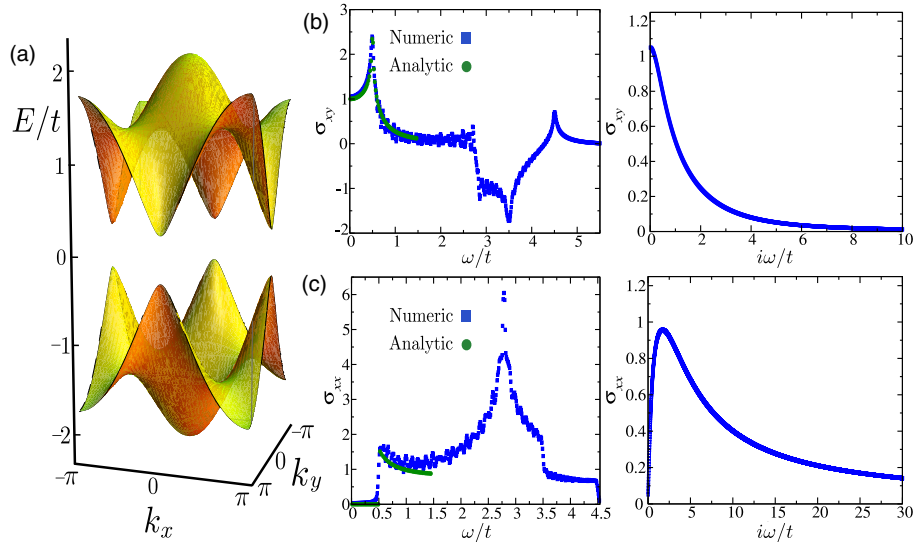 (a)
E/t
2
1
0
−1
−2
−π
0
π
k_x
π
0
−π
k_y
(b)
σ_xy
3
2
1
0
−1
−2
Numeric
Analytic
0
1
2
3
4
5
ω/t
σ_xy
1.2
1
0.8
0.6
0.4
0.2
0
0
2
4
6
8
10
iω/t
(c)
σ_xx
6
5
4
3
2
1
0
Numeric
Analytic
0
0.5
1
1.5
2
2.5
3
3.5
4
4.5
ω/t
σ_xx
1.2
1
0.8
0.6
0.4
0.2
0
0
5
10
15
20
25
30
iω/t